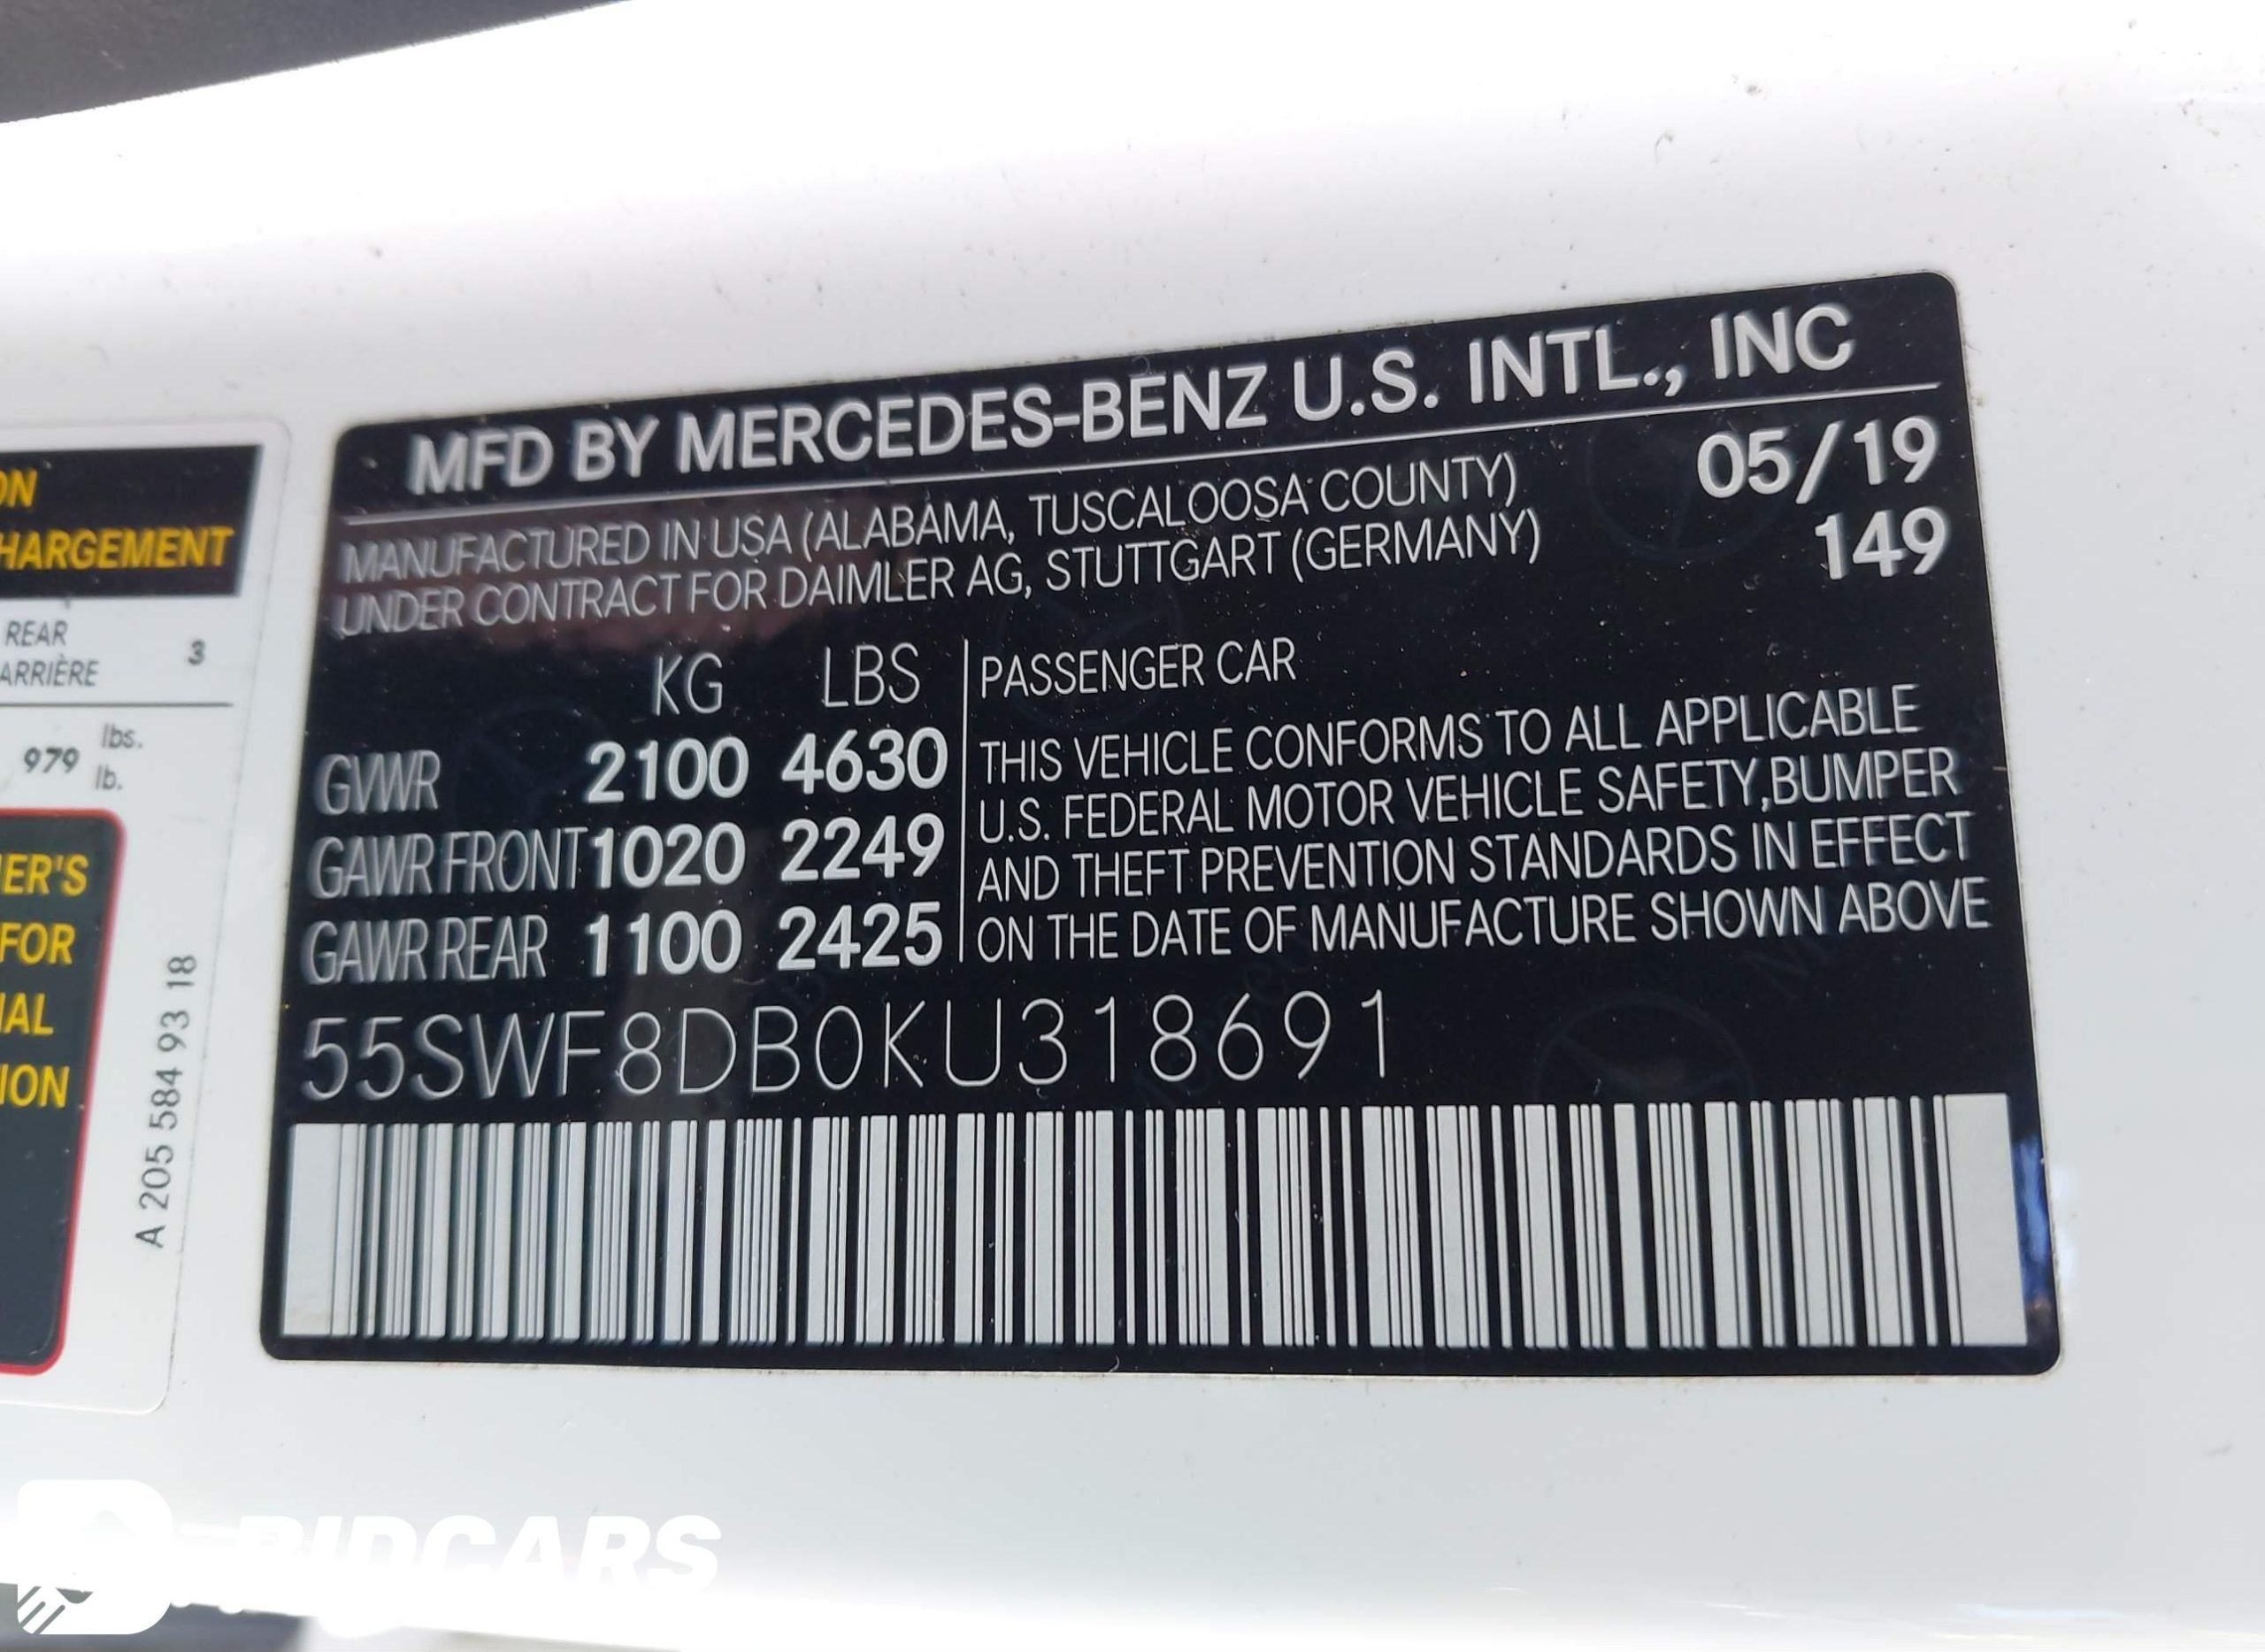 ON
HARGEMENT
REAR
ARRIÈRE 3
979 lbs.
lb.
ER'S
FOR
IAL
ION
A 205 584 93 18
MFD BY MERCEDES-BENZ U.S. INTL., INC
MANUFACTURED IN USA (ALABAMA, TUSCALOOSA COUNTY) 05/19
UNDER CONTRACT FOR DAIMLER AG, STUTTGART (GERMANY) 149
KG LBS PASSENGER CAR
GVWR 2100 4630 THIS VEHICLE CONFORMS TO ALL APPLICABLE
U.S. FEDERAL MOTOR VEHICLE SAFETY,BUMPER
GAWR FRONT 1020 2249 AND THEFT PREVENTION STANDARDS IN EFFECT
GAWR REAR 1100 2425 ON THE DATE OF MANUFACTURE SHOWN ABOVE
55SWF8DB0KU318691
BIDCARS